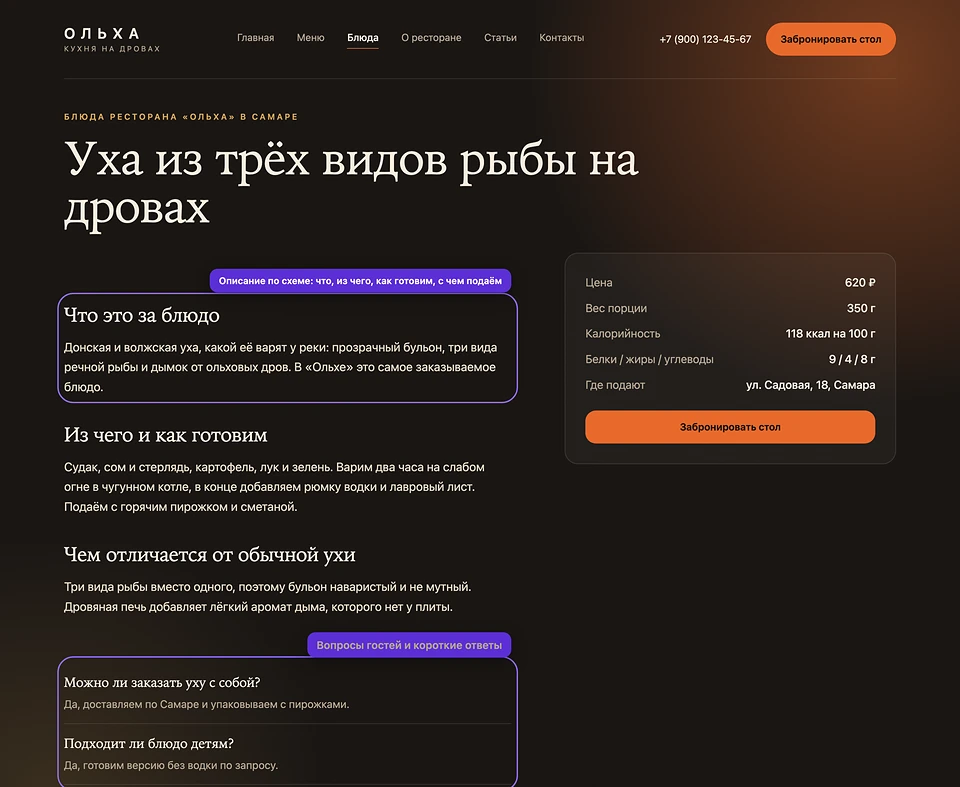 ОЛЬХА
КУХНЯ НА ДРОВАХ
Главная
Меню
Блюда
О ресторане
Статьи
Контакты
+7 (900) 123-45-67
Забронировать стол
БЛЮДА РЕСТОРАНА «ОЛЬХА» В САМАРЕ
Уха из трёх видов рыбы на
дровах
Описание по схеме: что, из чего, как готовим, с чем подаём
Что это за блюдо
Донская и волжская уха, какой её варят у реки: прозрачный бульон, три вида
речной рыбы и дымок от ольховых дров. В «Ольхе» это самое заказываемое
блюдо.
Из чего и как готовим
Судак, сом и стерлядь, картофель, лук и зелень. Варим два часа на слабом
огне в чугунном котле, в конце добавляем рюмку водки и лавровый лист.
Подаём с горячим пирожком и сметаной.
Чем отличается от обычной ухи
Три вида рыбы вместо одного, поэтому бульон наваристый и не мутный.
Дровяная печь добавляет лёгкий аромат дыма, которого нет у плиты.
Вопросы гостей и короткие ответы
Можно ли заказать уху с собой?
Да, доставляем по Самаре и упаковываем с пирожками.
Подходит ли блюдо детям?
Да, готовим версию без водки по запросу.
Цена 620 ₽
Вес порции 350 г
Калорийность 118 ккал на 100 г
Белки / жиры / углеводы 9 / 4 / 8 г
Где подают ул. Садовая, 18, Самара
Забронировать стол